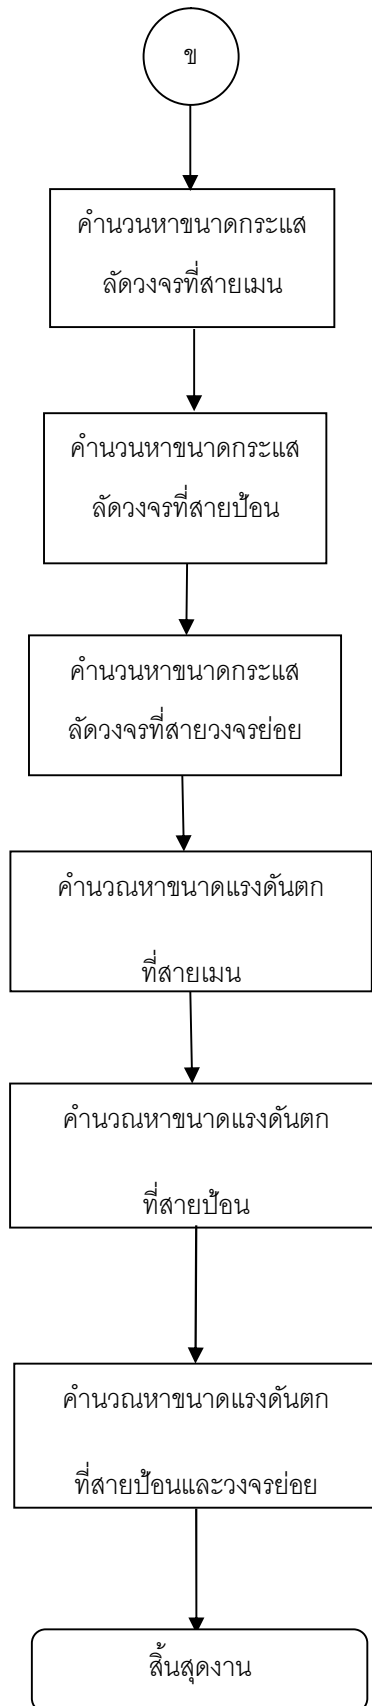 ข
คำนวนหาขนาดกระแส
ลัดวงจรที่สายเมน
คำนวนหาขนาดกระแส
ลัดวงจรที่สายป้อน
คำนวนหาขนาดกระแส
ลัดวงจรที่สายวงจรย่อย
คำนวณหาขนาดแรงดันตก
ที่สายเมน
คำนวณหาขนาดแรงดันตก
ที่สายป้อน
คำนวณหาขนาดแรงดันตก
ที่สายป้อนและวงจรย่อย
สิ้นสุดงาน